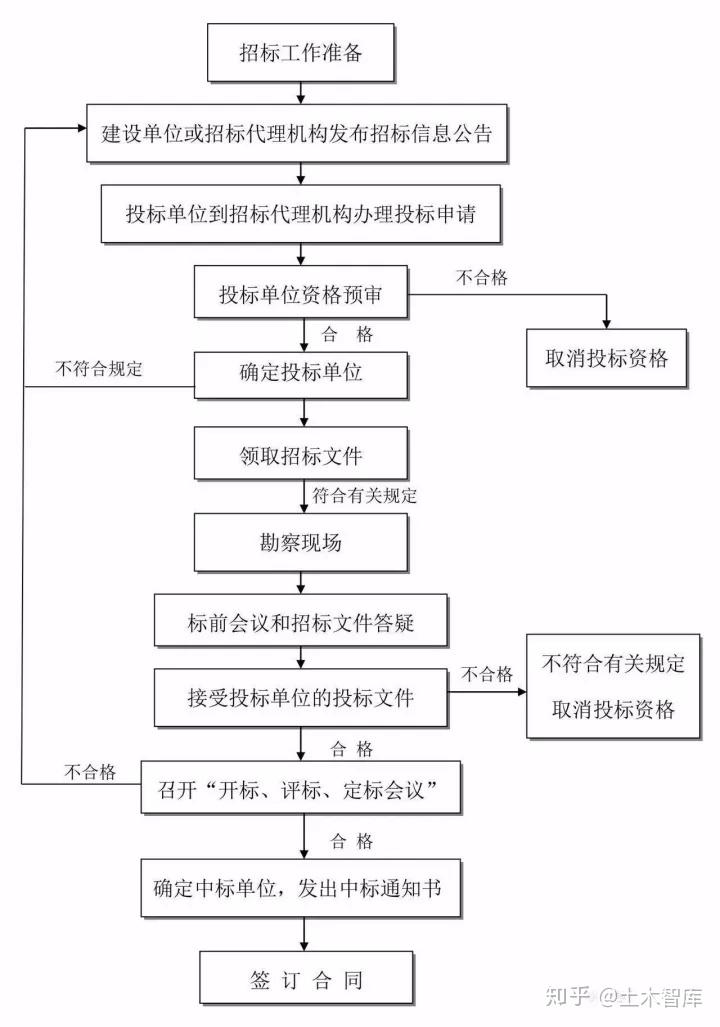 招标工作准备
建设单位或招标代理机构发布招标信息公告
投标单位到招标代理机构办理投标申请
投标单位资格预审
不合格
合 格
取消投标资格
不符合规定
确定投标单位
领取招标文件
符合有关规定
勘察现场
标前会议和招标文件答疑
接受投标单位的投标文件
不合格
不符合有关规定
取消投标资格
合 格
不合格
召开“开标、评标、定标会议”
合 格
确定中标单位，发出中标通知书
签 订 合 同
知乎 @土木智库